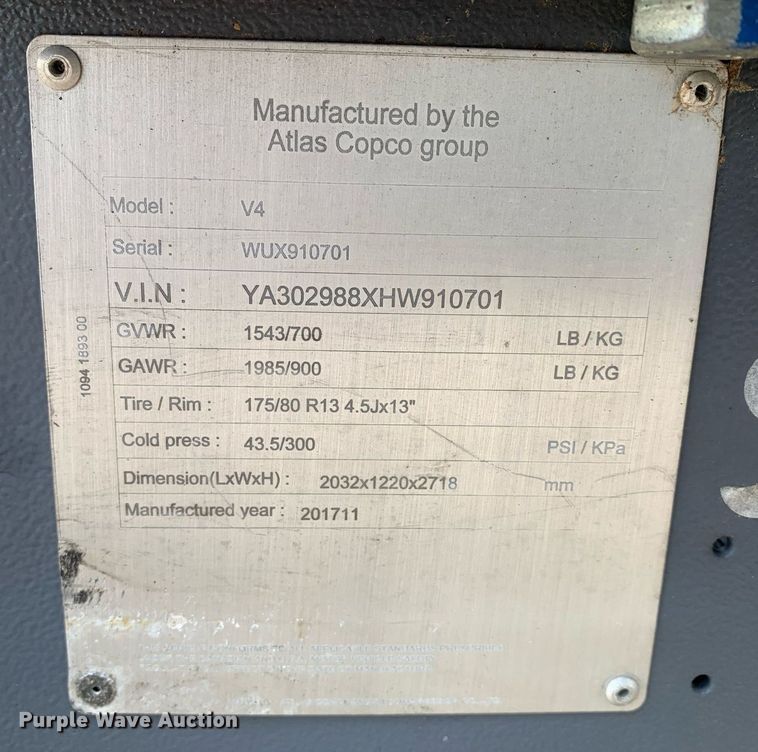 Manufactured by the
Atlas Copco group
Model : V4
Serial : WUX910701
V.I.N : YA302988XHW910701
GVWR : 1543/700 LB / KG
GAWR : 1985/900 LB / KG
Tire / Rim : 175/80 R13 4.5Jx13"
Cold press : 43.5/300 PSI / KPa
Dimension(LxWxH) : 2032x1220x2718 mm
Manufactured year : 201711
1094 1893 00
Purple Wave Auction